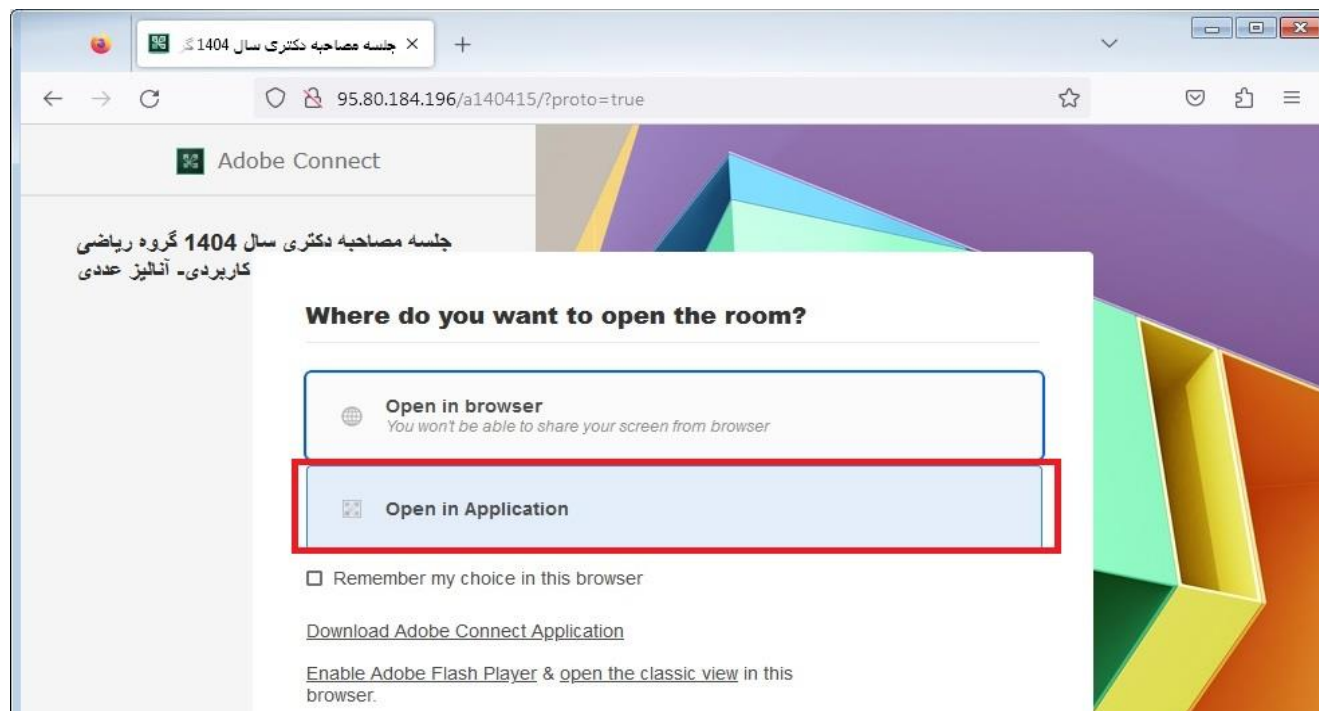 جلسه مصاحبه دکتری سال 1404 گر
95.80.184.196/a140415/?proto=true
Adobe Connect
جلسه مصاحبه دکتری سال 1404 گروه ریاضی
کاربردی- آنالیز عددی
Where do you want to open the room?
Open in browser
You won't be able to share your screen from browser
Open in Application
Remember my choice in this browser
Download Adobe Connect Application
Enable Adobe Flash Player & open the classic view in this
browser.